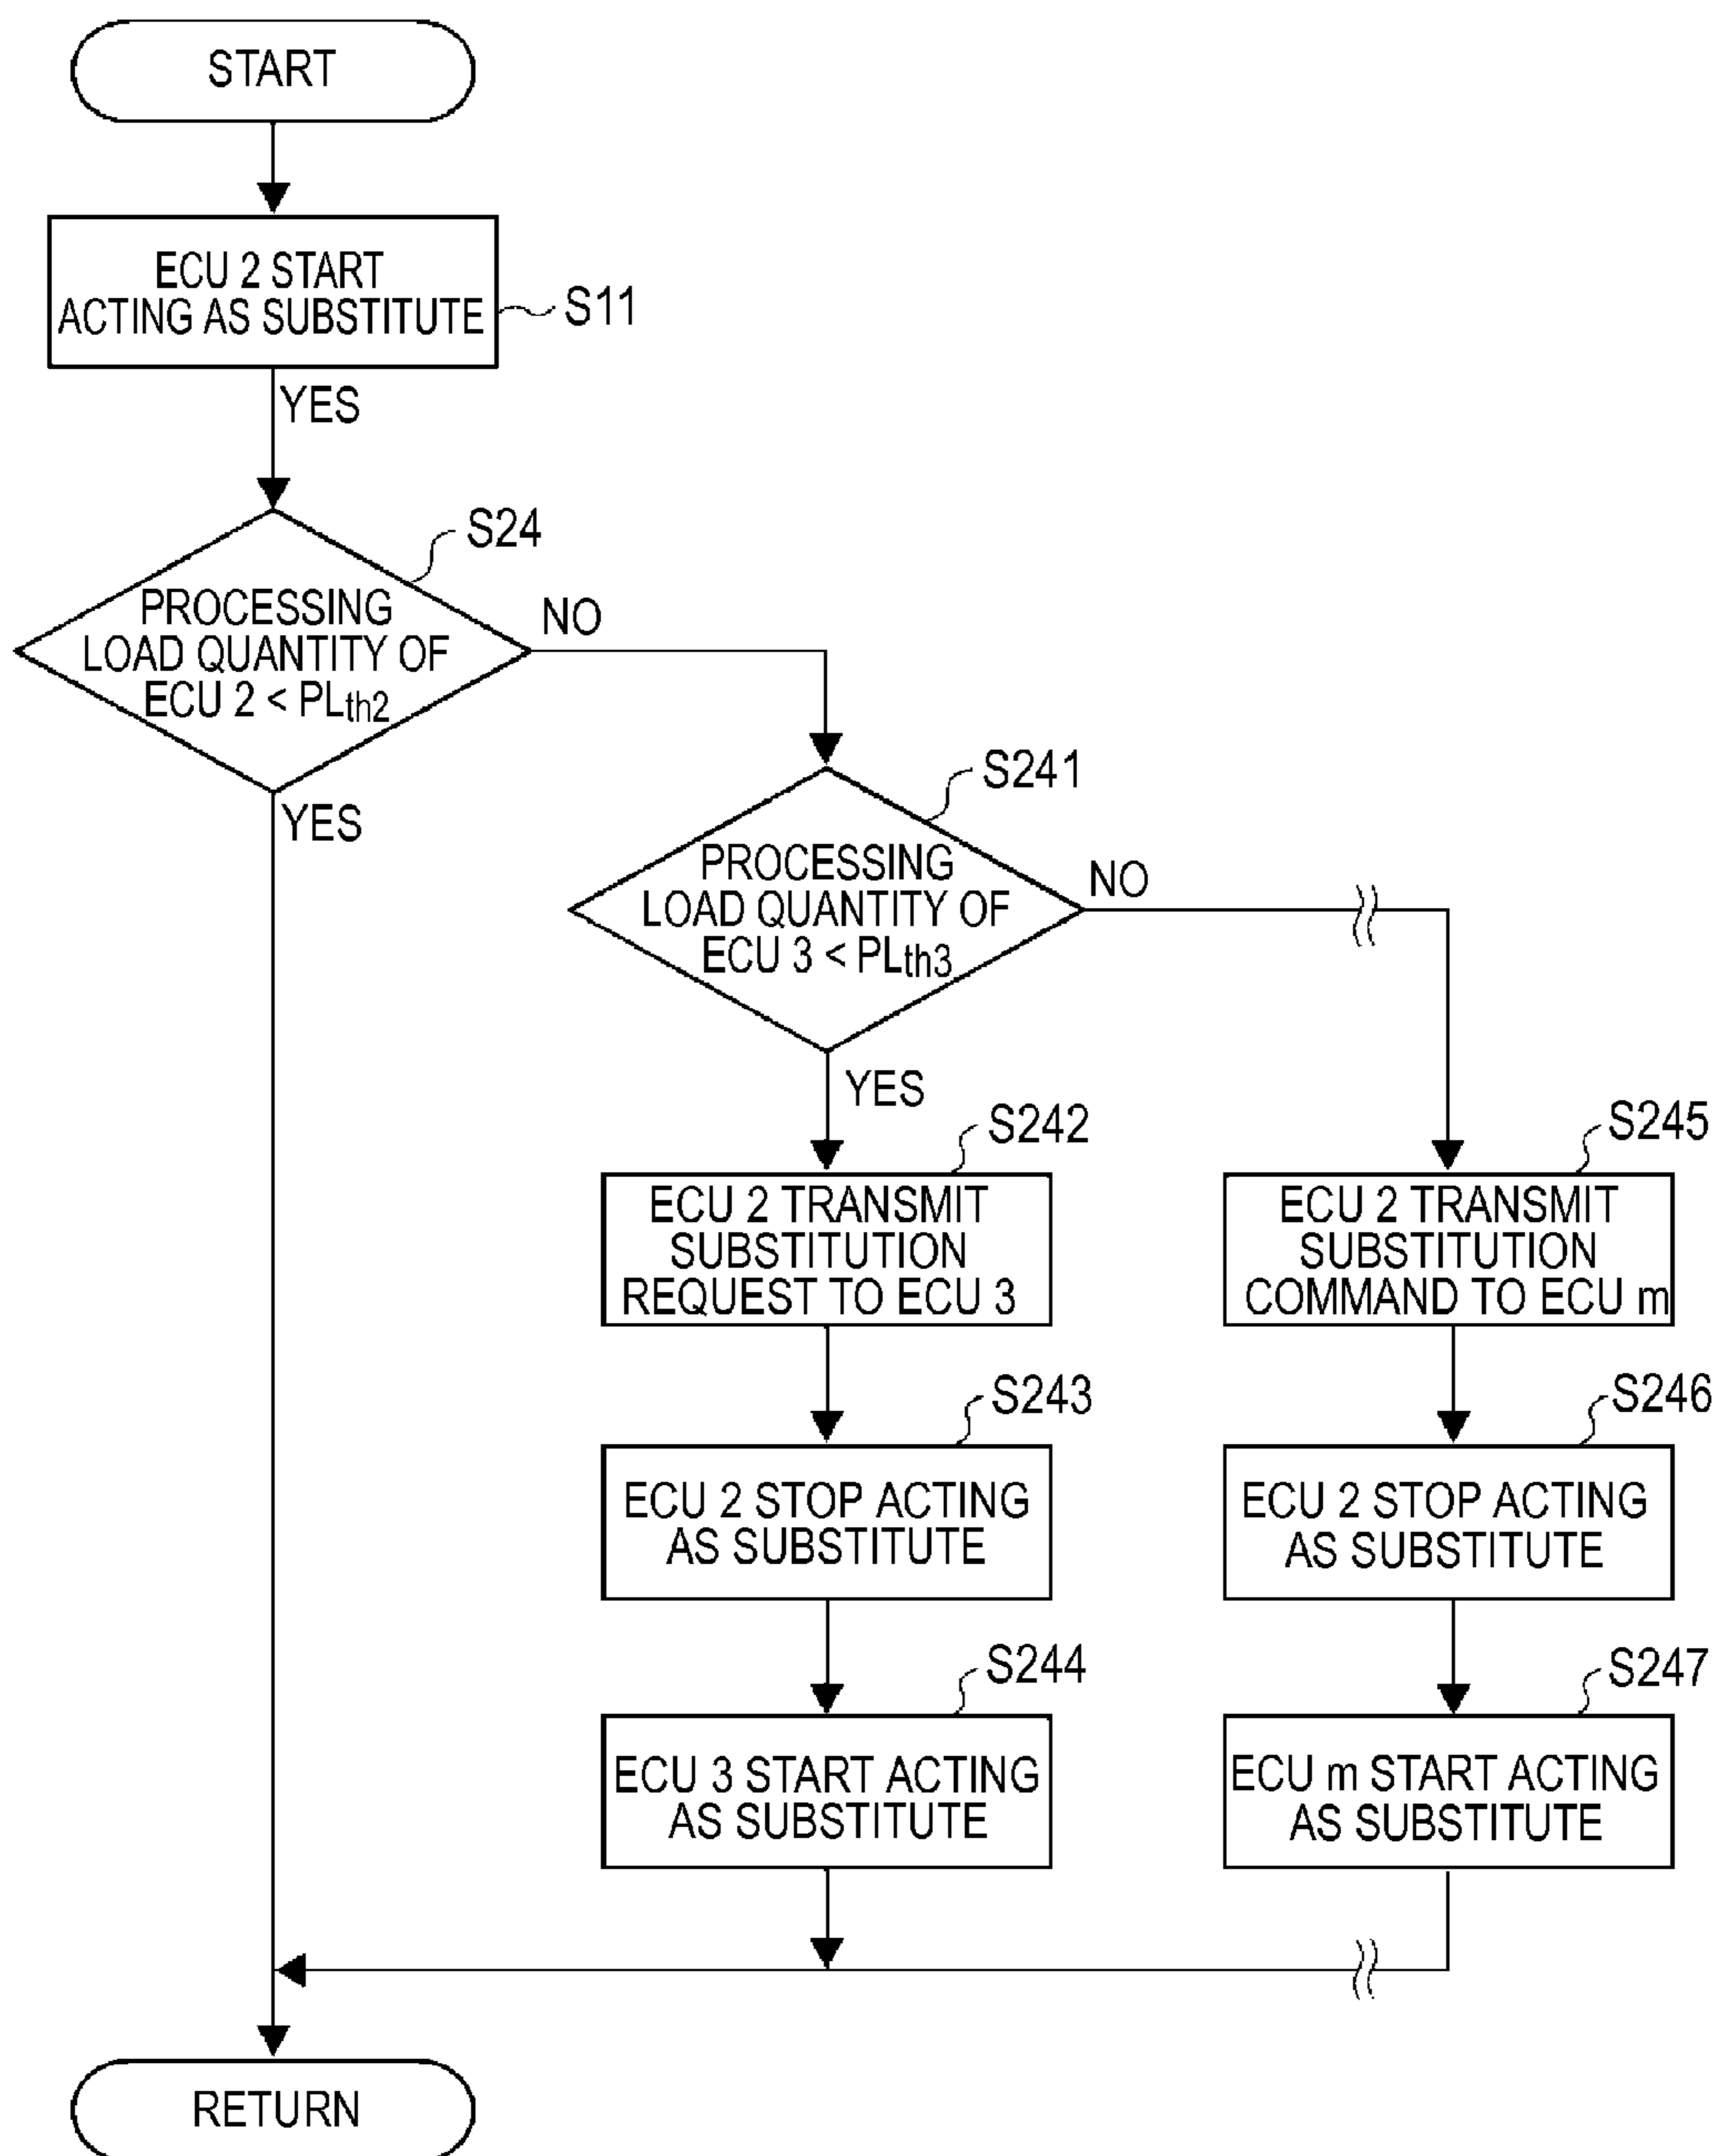 START
ECU 2 START
ACTING AS SUBSTITUTE
S11
YES
S24
PROCESSING
LOAD QUANTITY OF
ECU 2 < PLth2
NO
YES
S241
PROCESSING
LOAD QUANTITY OF
ECU 3 < PLth3
NO
YES
S242
ECU 2 TRANSMIT
SUBSTITUTION
REQUEST TO ECU 3
S245
ECU 2 TRANSMIT
SUBSTITUTION
COMMAND TO ECU m
S243
ECU 2 STOP ACTING
AS SUBSTITUTE
S246
ECU 2 STOP ACTING
AS SUBSTITUTE
S244
ECU 3 START ACTING
AS SUBSTITUTE
S247
ECU m START ACTING
AS SUBSTITUTE
RETURN